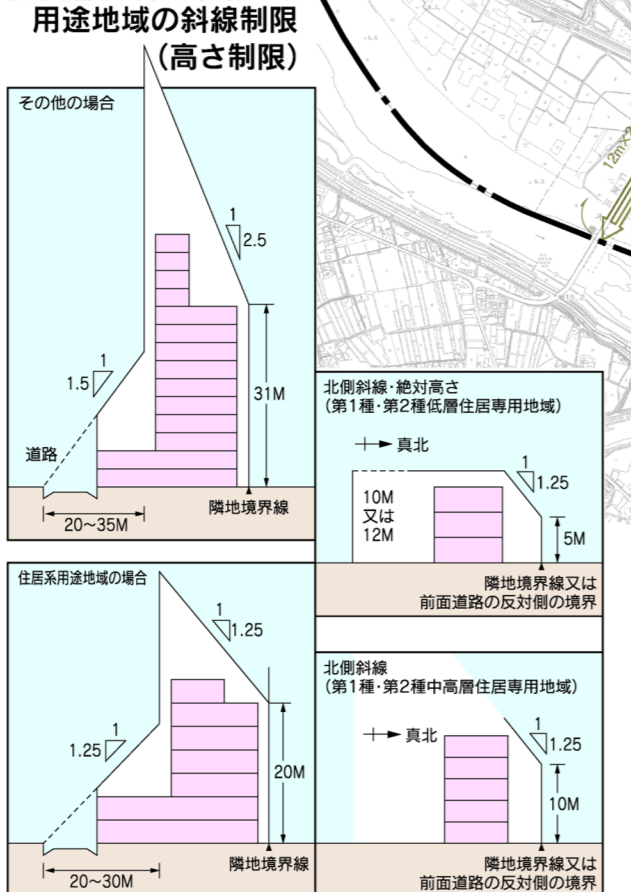 用途地域の斜線制限
(高さ制限)
その他の場合
1
2.5
1
1.5
31M
道路
隣地境界線
20~35M
12m×2
北側斜線・絶対高さ
(第1種・第2種低層住居専用地域)
真北
1
1.25
10M
又は
12M
5M
隣地境界線又は
前面道路の反対側の境界
住居系用途地域の場合
1
1.25
1
1.25
20M
隣地境界線
20~30M
北側斜線
(第1種・第2種中高層住居専用地域)
真北
1
1.25
10M
隣地境界線又は
前面道路の反対側の境界